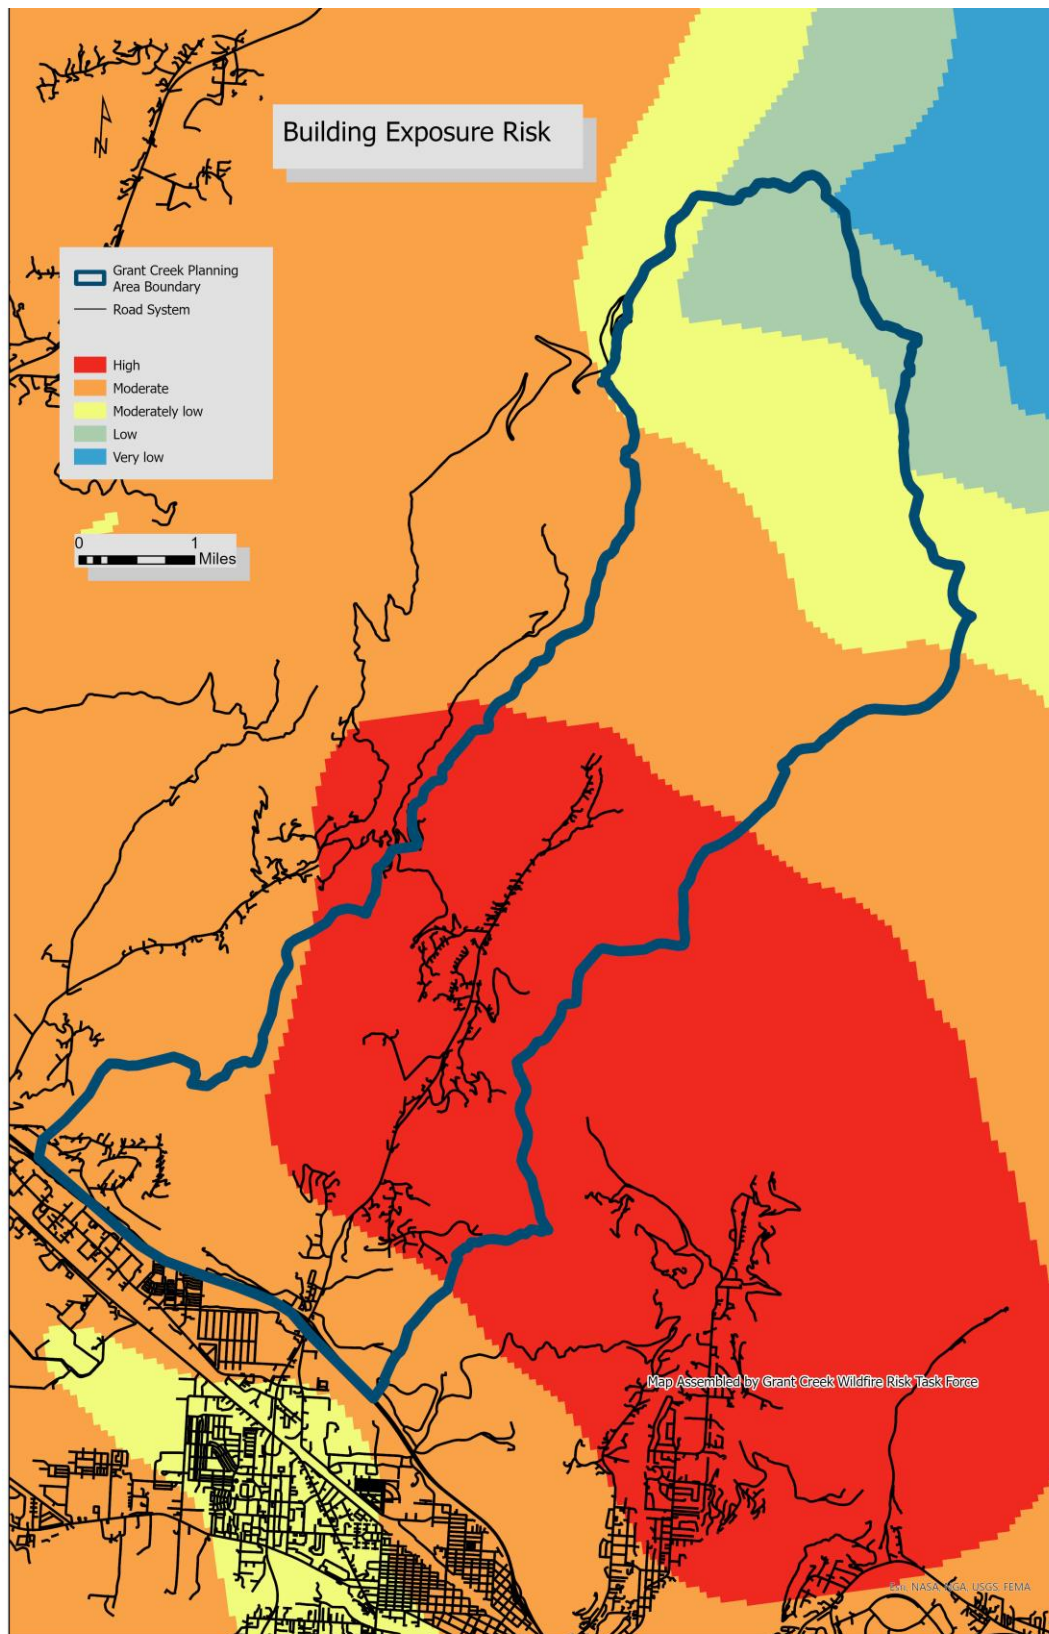 Building Exposure Risk
N
Grant Creek Planning
Area Boundary
Road System
High
Moderate
Moderately low
Low
Very low
0 1
Miles
Map Assembled by Grant Creek Wildfire Risk Task Force
Esri, NASA, NGA, USGS, FEMA